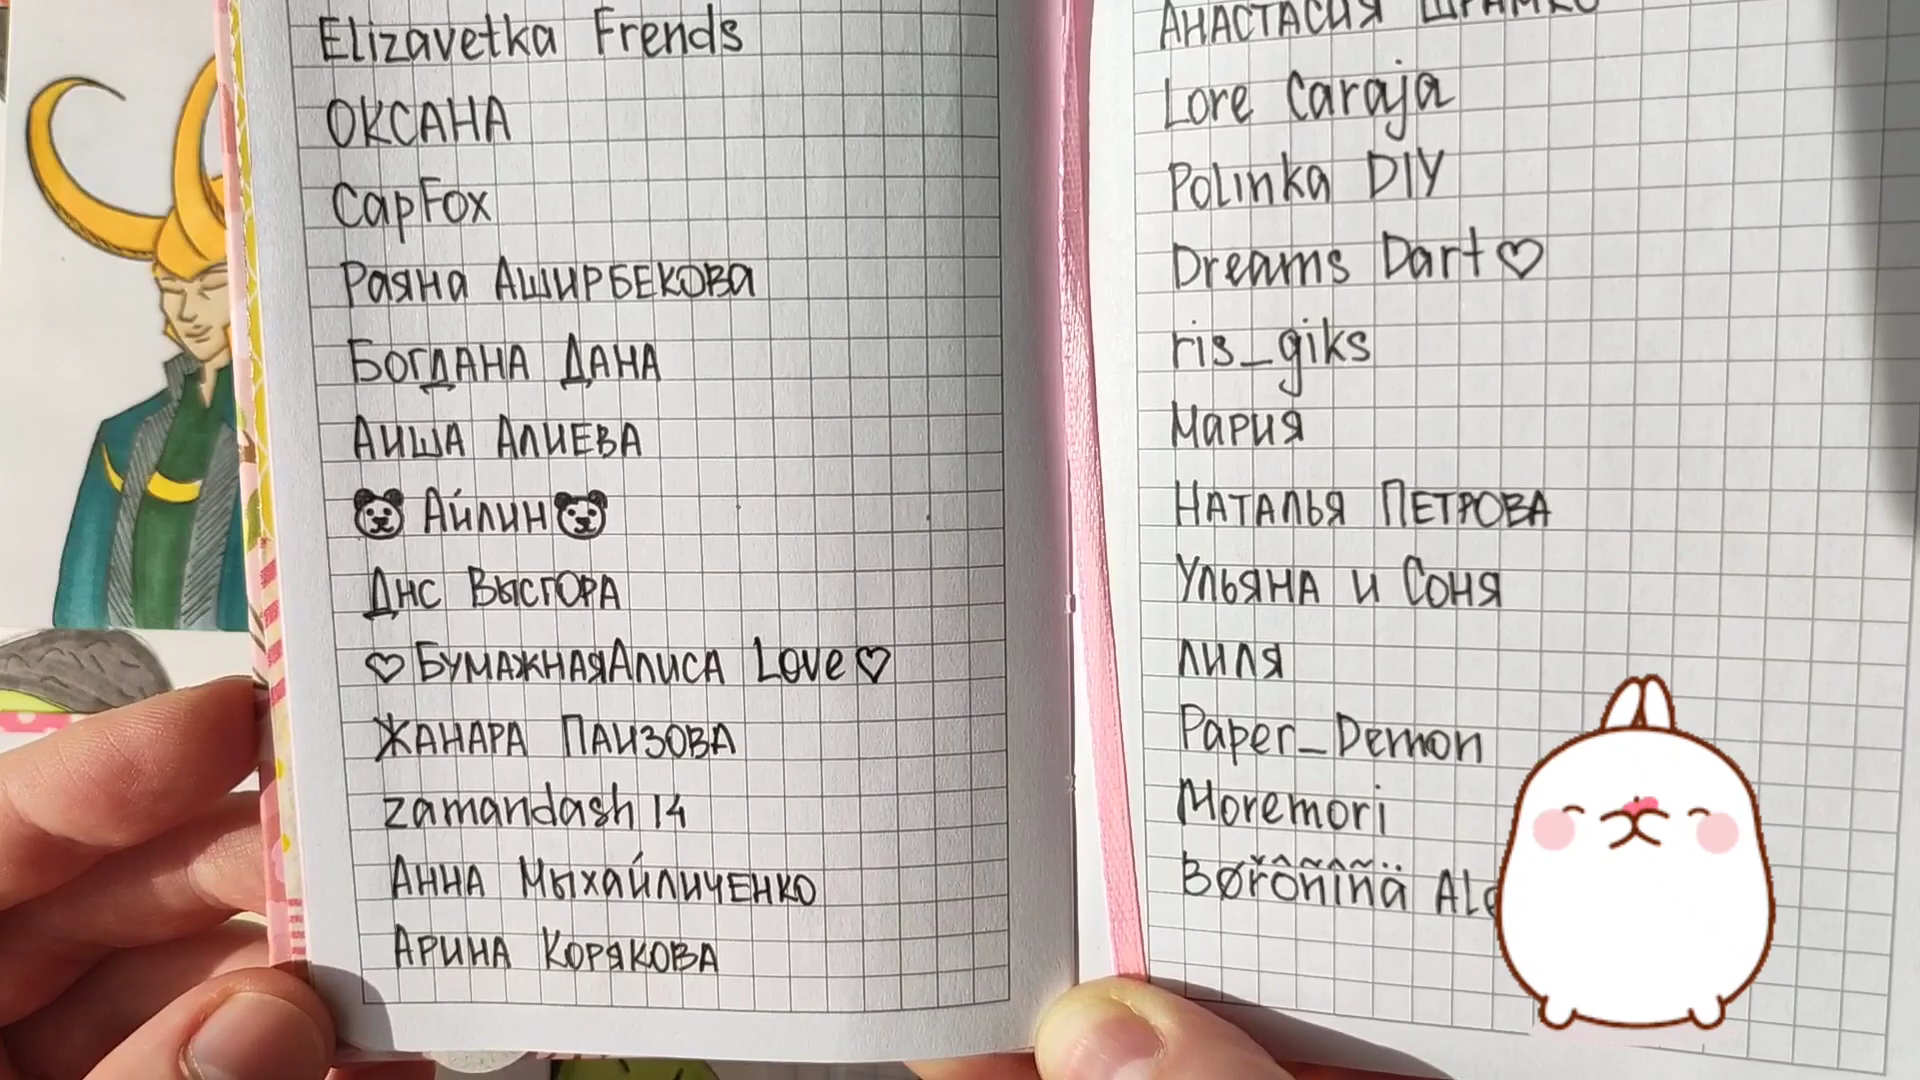 Elizavetka Frends
ОКСАНА
CapFox
Раяна Аширбекова
Богдана Дана
Аиша Алиева
Айлин
Днс Высгора
♡БумажнаяАлиса Love♡
Жанара Паизова
zamandash14
Анна Мыхайличенко
Арина Корякова
Анастасия
Lore Caraja
Polinka DIY
Dreams Dart♡
ris_giks
Мария
Наталья Петрова
Ульяна и Соня
Лиля
Paper_Demon
Moremori